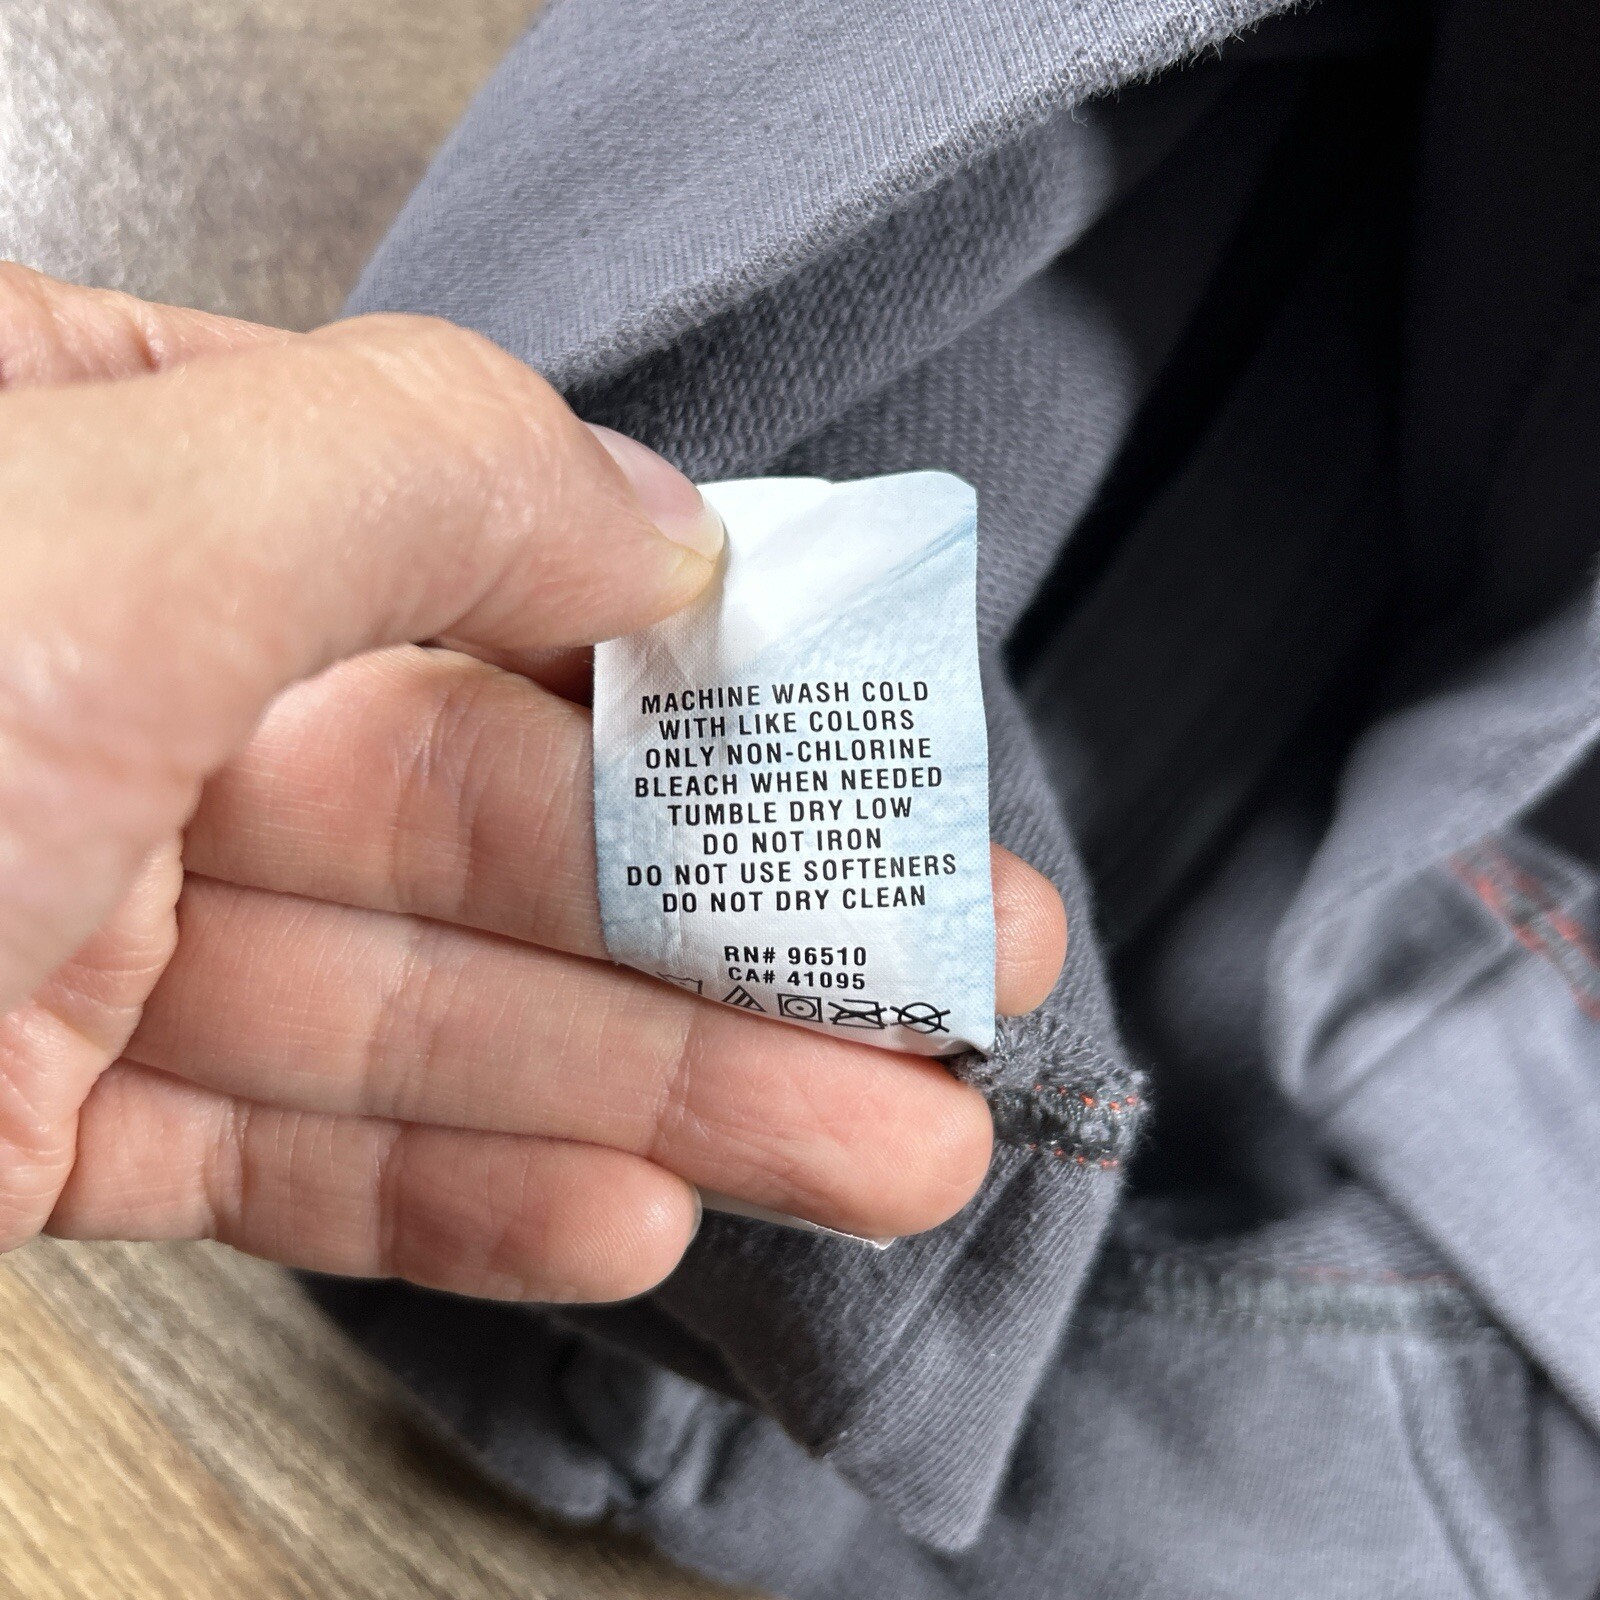 MACHINE WASH COLD
WITH LIKE COLORS
ONLY NON-CHLORINE
BLEACH WHEN NEEDED
TUMBLE DRY LOW
DO NOT IRON
DO NOT USE SOFTENERS
DO NOT DRY CLEAN
RN# 96510
CA# 41095